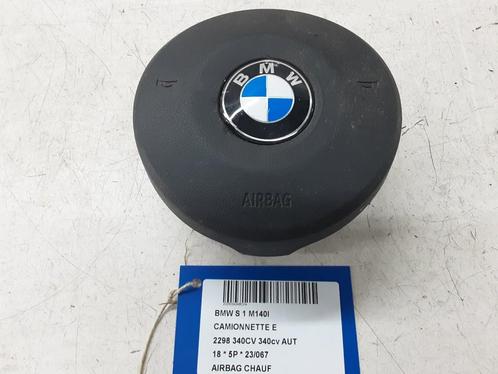 BMW
AIRBAG
BMW S 1 M140I
CAMIONNETTE E
2298 340CV 340cv AUT
18 * 5P * 23/067
AIRBAG CHAUF